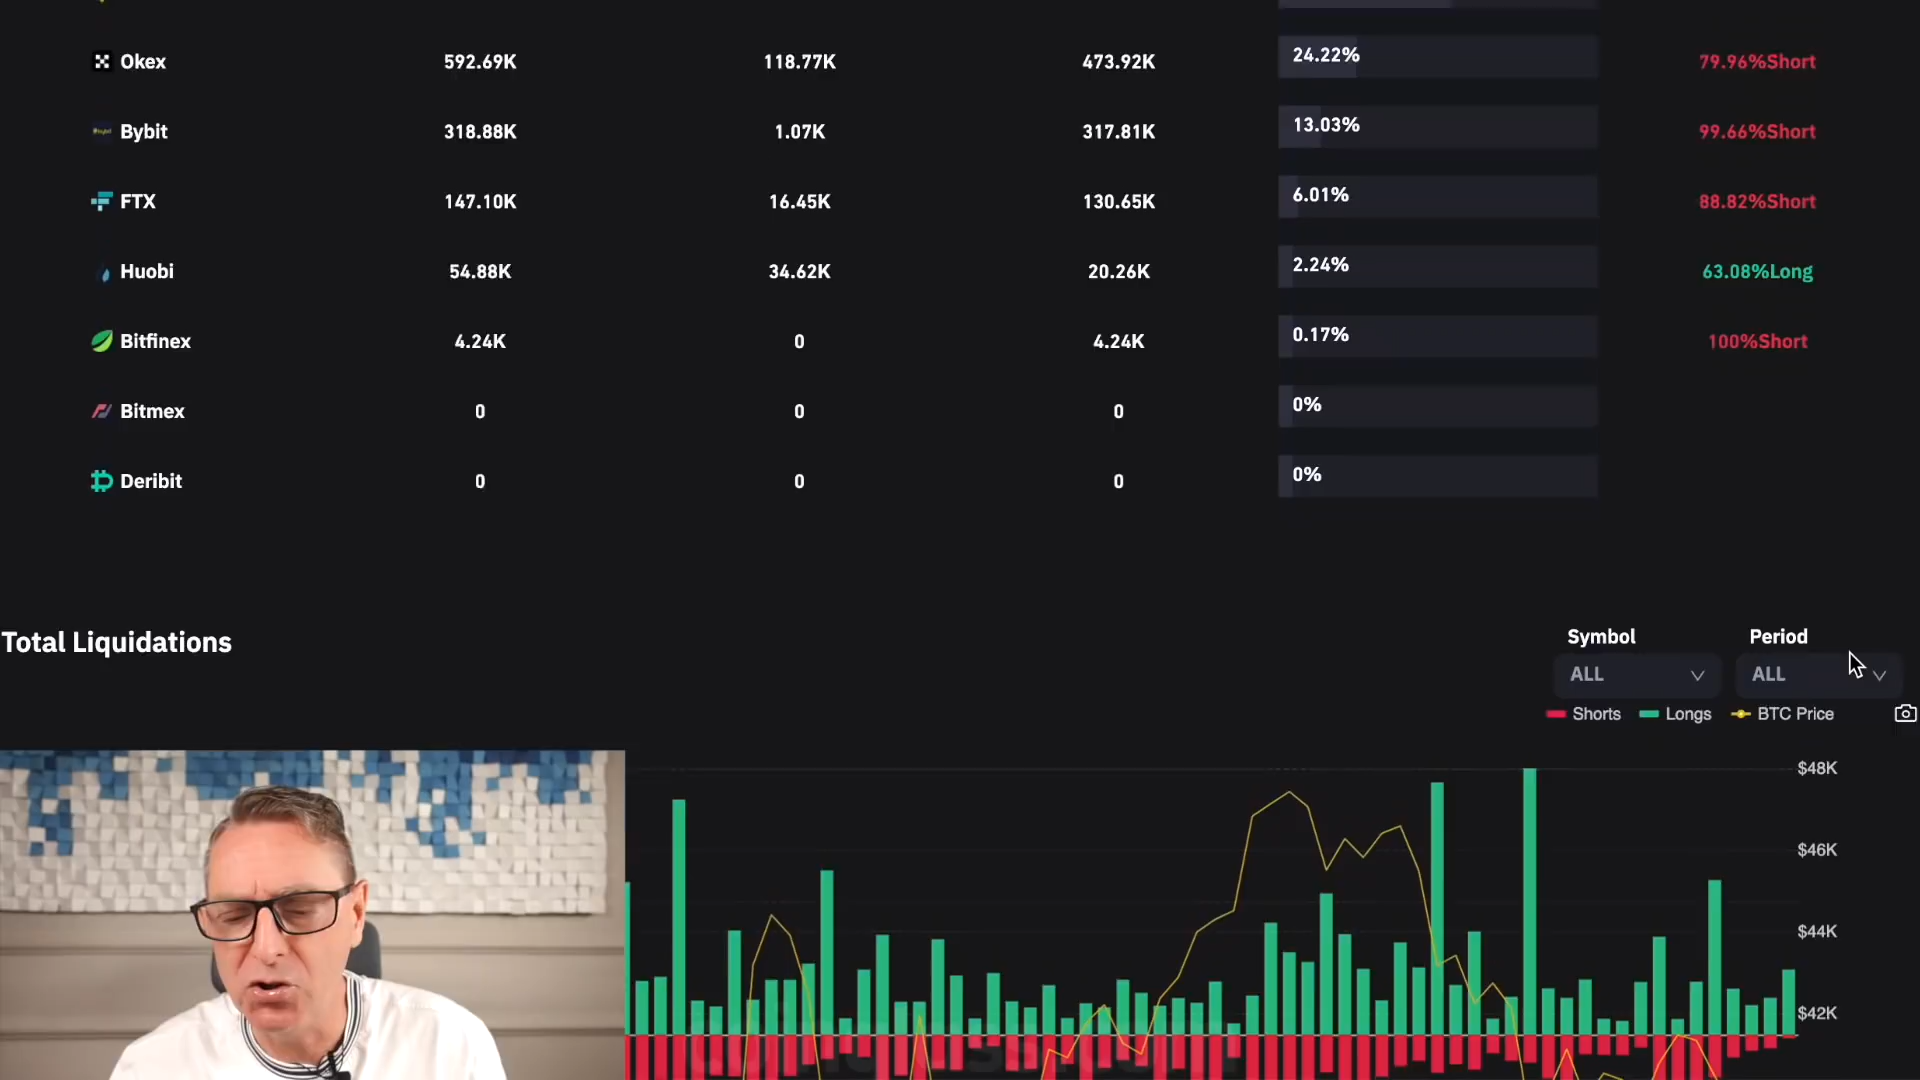 Okex 592.69K 118.77K 473.92K 24.22% 79.96%Short
Bybit 318.88K 1.07K 317.81K 13.03% 99.66%Short
FTX 147.10K 16.45K 130.65K 6.01% 88.82%Short
Huobi 54.88K 34.62K 20.26K 2.24% 63.08%Long
Bitfinex 4.24K 0 4.24K 0.17% 100%Short
Bitmex 0 0 0 0%
Deribit 0 0 0 0%
Total Liquidations
Symbol Period
ALL ALL
Shorts Longs BTC Price
$48K
$46K
$44K
$42K